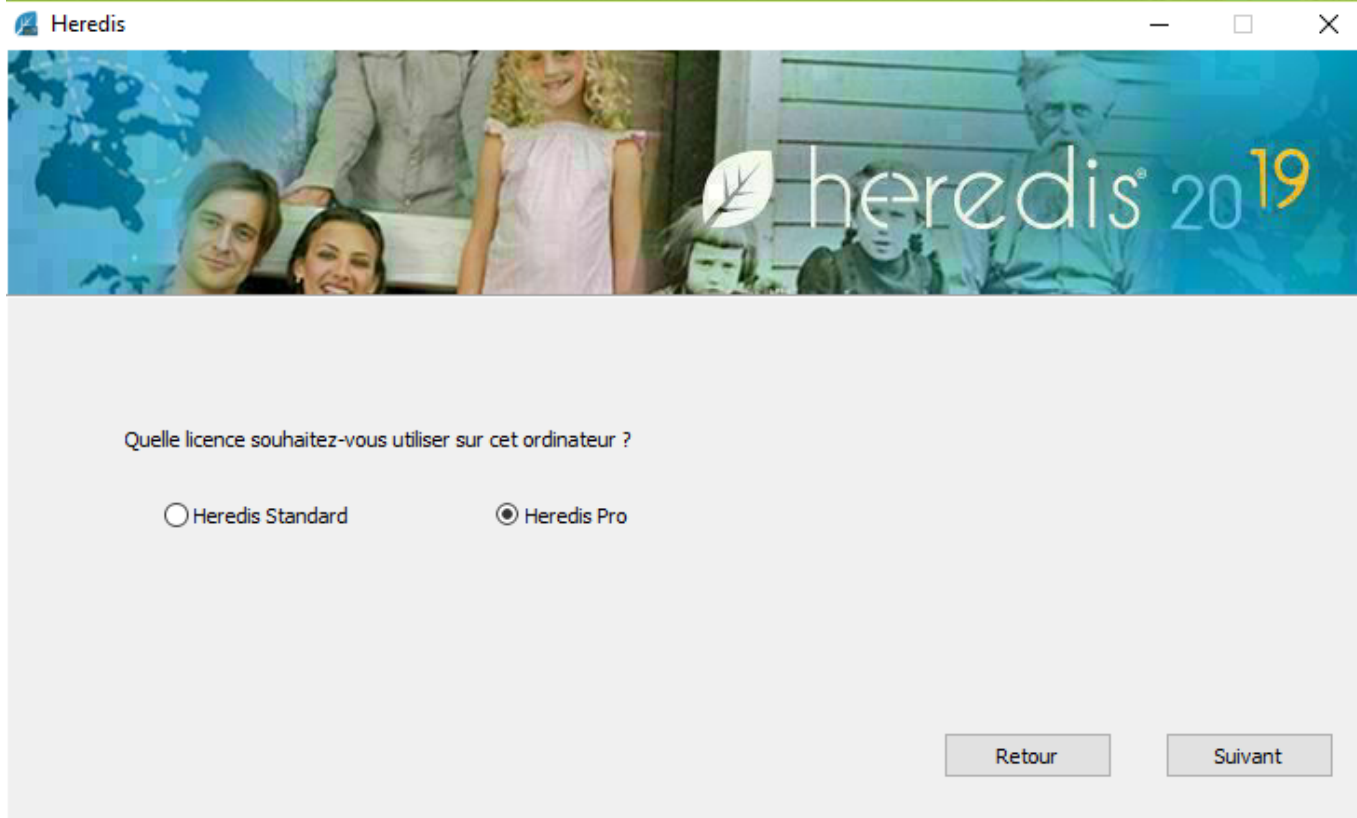 Heredis
heredis® 2019
Quelle licence souhaitez-vous utiliser sur cet ordinateur ?
Heredis Standard
Heredis Pro
Retour
Suivant